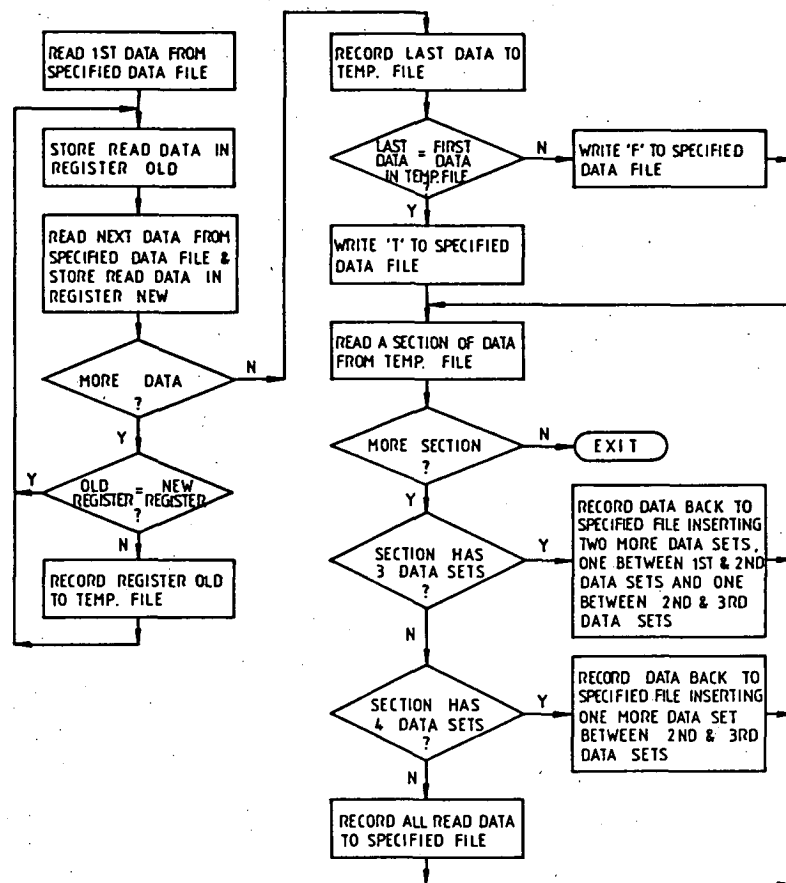 READ 1ST DATA FROM
SPECIFIED DATA FILE
STORE READ DATA IN
REGISTER OLD
READ NEXT DATA FROM
SPECIFIED DATA FILE &
STORE READ DATA IN
REGISTER NEW
MORE DATA
?
N
Y
OLD REGISTER = NEW REGISTER
?
Y
N
RECORD REGISTER OLD
TO TEMP. FILE
RECORD LAST DATA TO
TEMP. FILE
LAST DATA = FIRST DATA
IN TEMP. FILE
?
N
Y
WRITE 'F' TO SPECIFIED
DATA FILE
WRITE 'T' TO SPECIFIED
DATA FILE
READ A SECTION OF DATA
FROM TEMP. FILE
MORE SECTION
?
N
EXIT
Y
SECTION HAS
3 DATA SETS
?
Y
RECORD DATA BACK TO
SPECIFIED FILE INSERTING
TWO MORE DATA SETS,
ONE BETWEEN 1ST & 2ND
DATA SETS AND ONE
BETWEEN 2ND & 3RD
DATA SETS
N
SECTION HAS
4 DATA SETS
?
Y
RECORD DATA BACK TO
SPECIFIED FILE INSERTING
ONE MORE DATA SET
BETWEEN 2ND & 3RD
DATA SETS
N
RECORD ALL READ DATA
TO SPECIFIED FILE